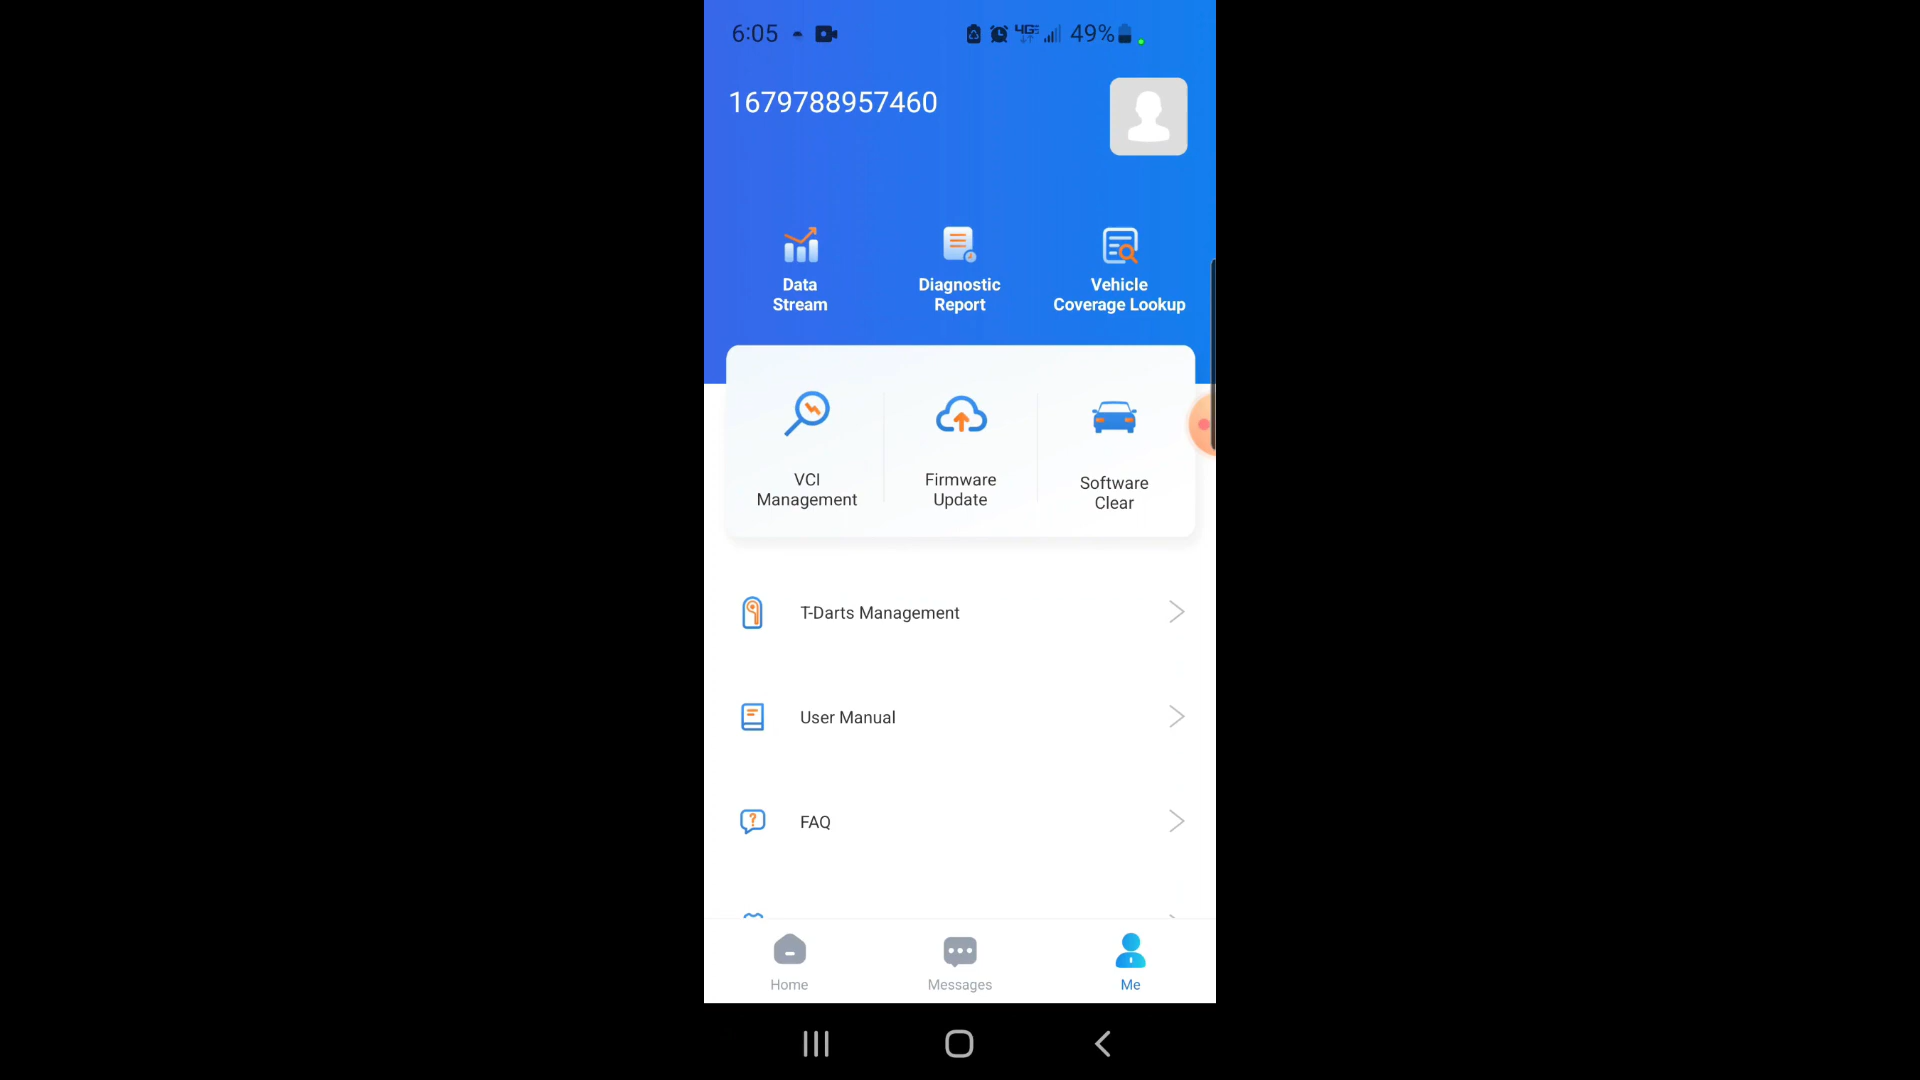 6:05
4GE 49%
1679788957460
Data
Stream
Diagnostic
Report
Vehicle
Coverage Lookup
VCI
Management
Firmware
Update
Software
Clear
T-Darts Management
User Manual
FAQ
Home
Messages
Me